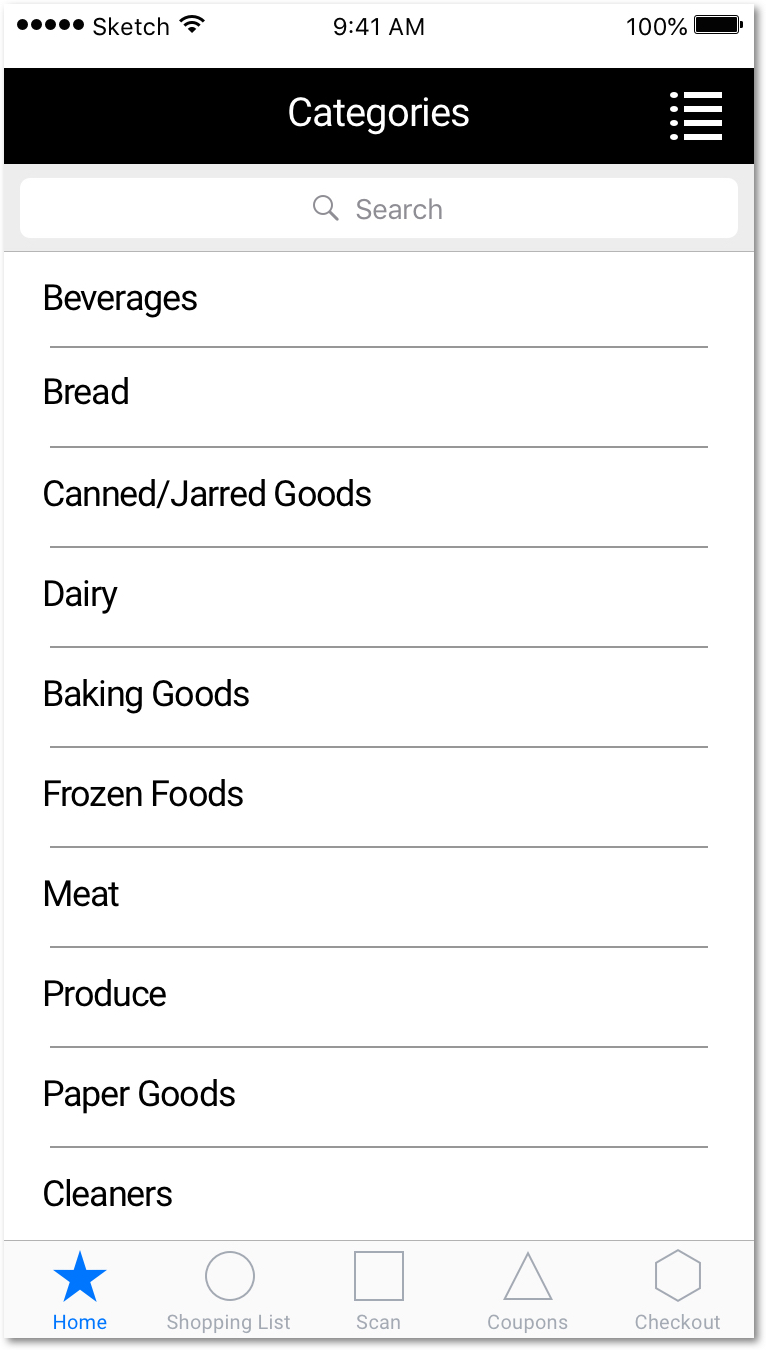 Sketch 9:41 AM 100%
Categories
Search
Beverages
Bread
Canned/Jarred Goods
Dairy
Baking Goods
Frozen Foods
Meat
Produce
Paper Goods
Cleaners
Home Shopping List Scan Coupons Checkout